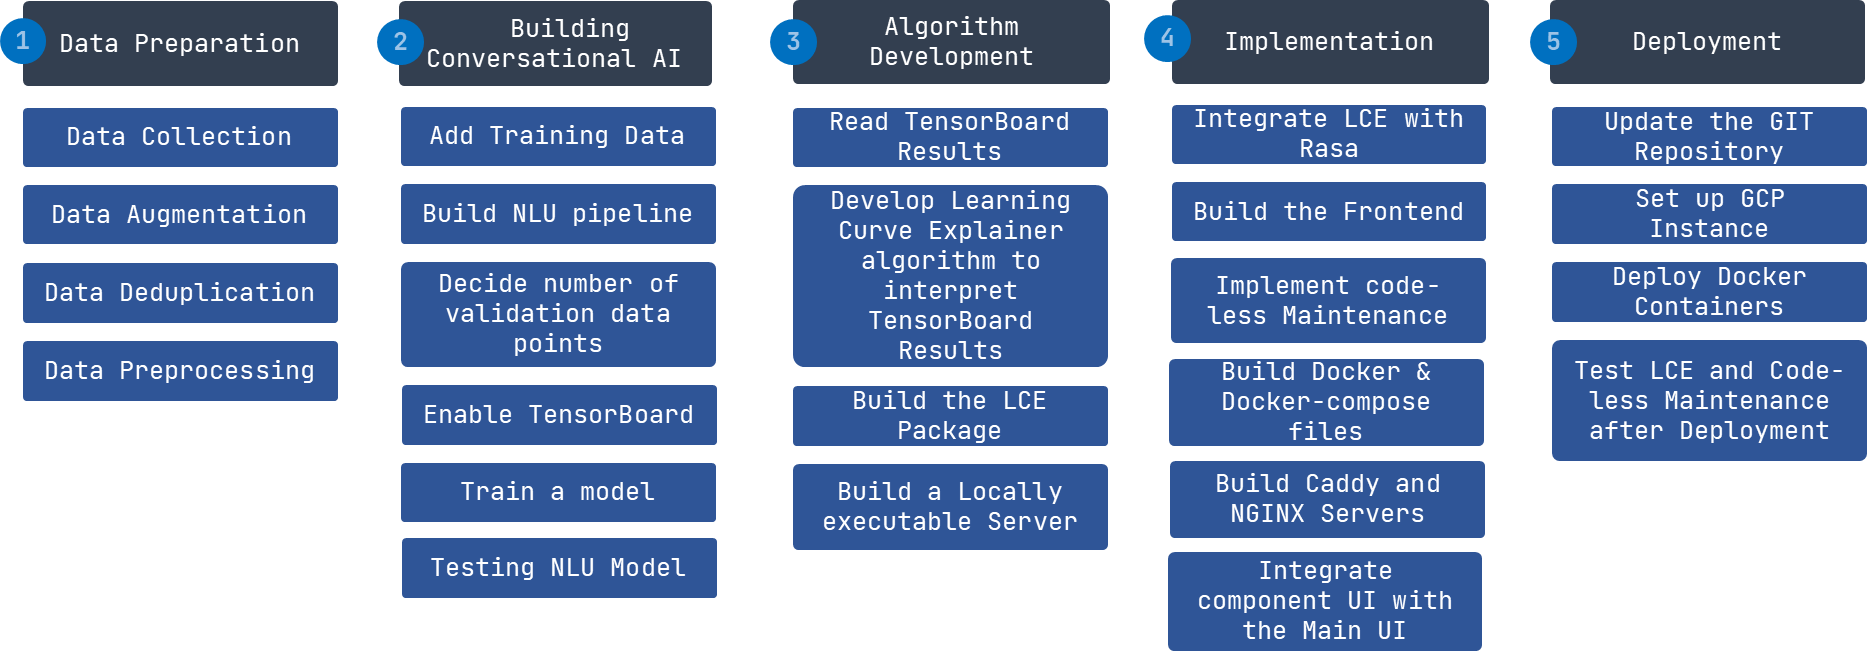 1
Data Preparation
Data Collection
Data Augmentation
Data Deduplication
Data Preprocessing
2
Building
Conversational AI
Add Training Data
Build NLU pipeline
Decide number of
validation data
points
Enable TensorBoard
Train a model
Testing NLU Model
3
Algorithm
Development
Read TensorBoard
Results
Develop Learning
Curve Explainer
algorithm to
interpret
TensorBoard
Results
Build the LCE
Package
Build a Locally
executable Server
4
Implementation
Integrate LCE with
Rasa
Build the Frontend
Implement code-
less Maintenance
Build Docker &
Docker-compose
files
Build Caddy and
NGINX Servers
Integrate
component UI with
the Main UI
5
Deployment
Update the GIT
Repository
Set up GCP
Instance
Deploy Docker
Containers
Test LCE and Code-
less Maintenance
after Deployment